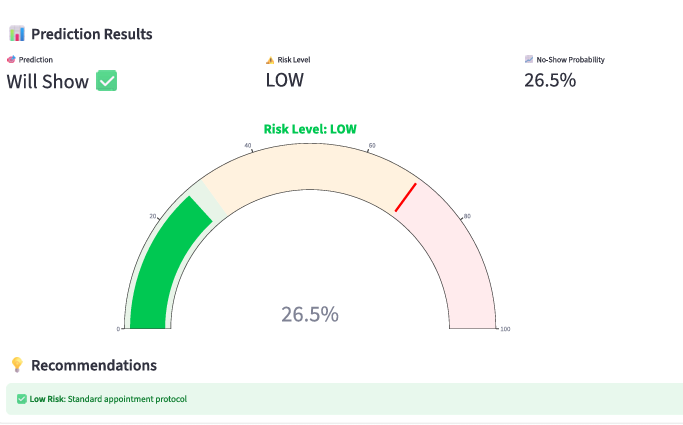 Prediction Results
Prediction
Risk Level
No-Show Probability
Will Show
LOW
26.5%
Risk Level: LOW
0
20
40
60
80
100
26.5%
Recommendations
Low Risk: Standard appointment protocol